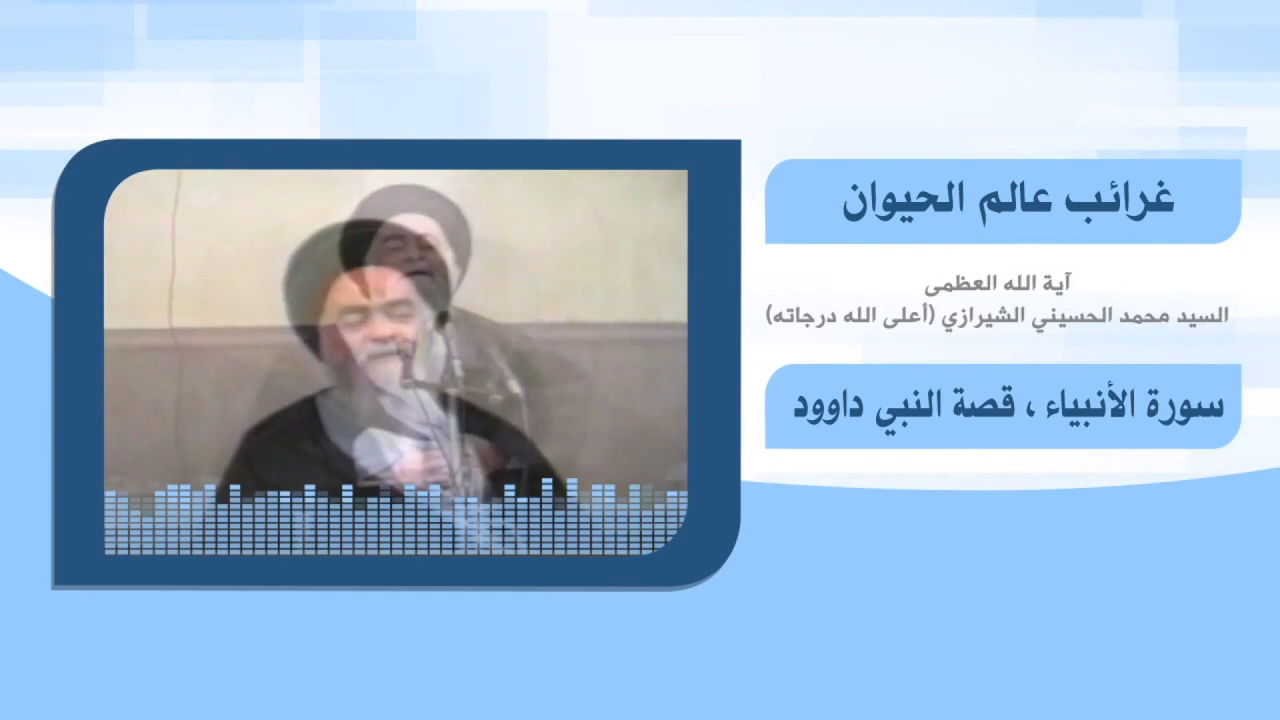 غرائب عالم الحيوان
آية الله العظمى
السيد محمد الحسيني الشيرازي (أعلى الله درجاته)
سورة الأنبياء ، قصة النبي داوود